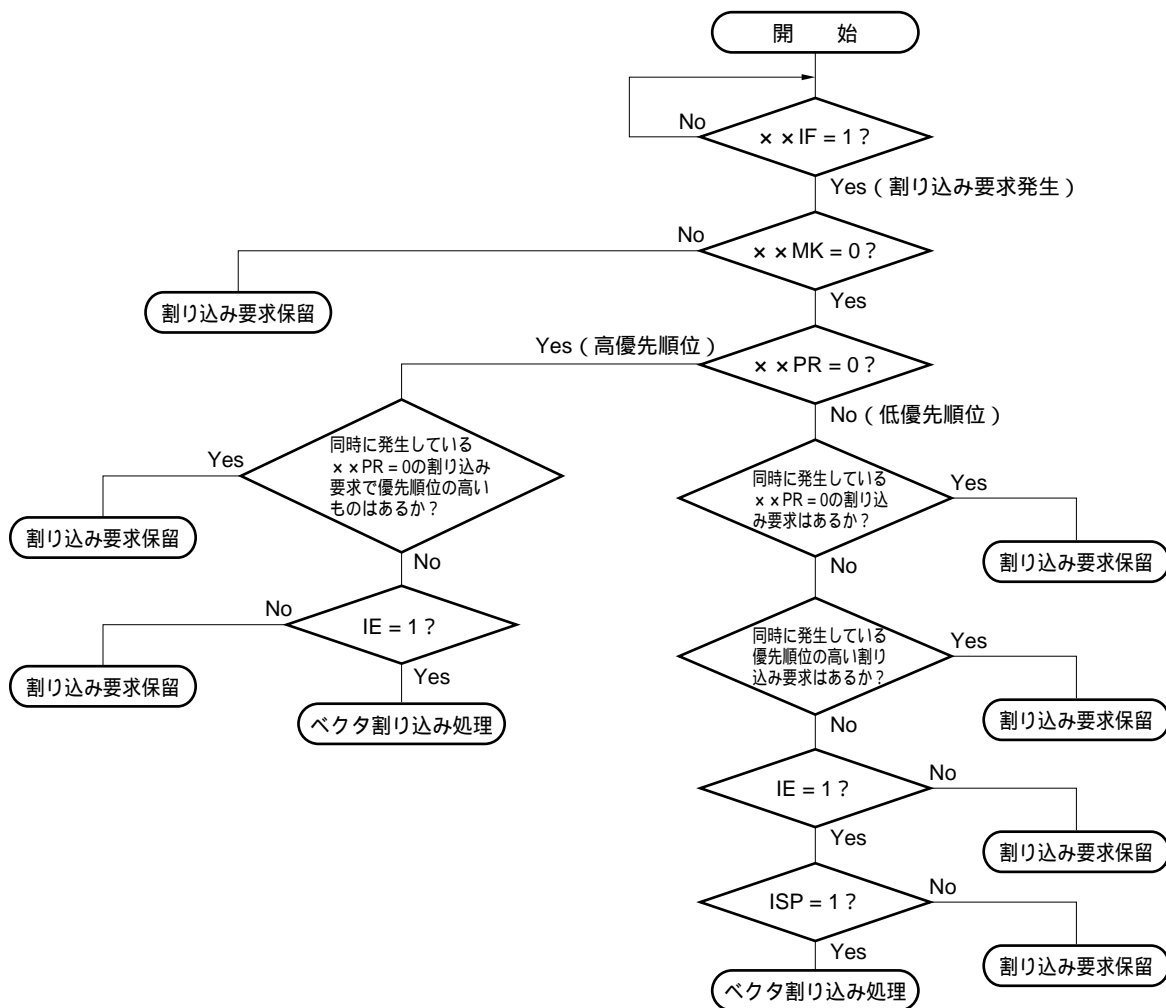 開　　始
No
××IF = 1？
Yes（割り込み要求発生）
No
××MK = 0？
割り込み要求保留
Yes
Yes（高優先順位）
××PR = 0？
No（低優先順位）
Yes
同時に発生している
××PR = 0の割り込み
要求で優先順位の高い
ものはあるか？
同時に発生している
××PR = 0の割り込
み要求はあるか？
Yes
割り込み要求保留
割り込み要求保留
No
No
No
IE = 1？
同時に発生している
優先順位の高い割り
込み要求はあるか？
Yes
割り込み要求保留
Yes
ベクタ割り込み処理
割り込み要求保留
No
IE = 1？
No
Yes
割り込み要求保留
ISP = 1？
No
Yes
割り込み要求保留
ベクタ割り込み処理